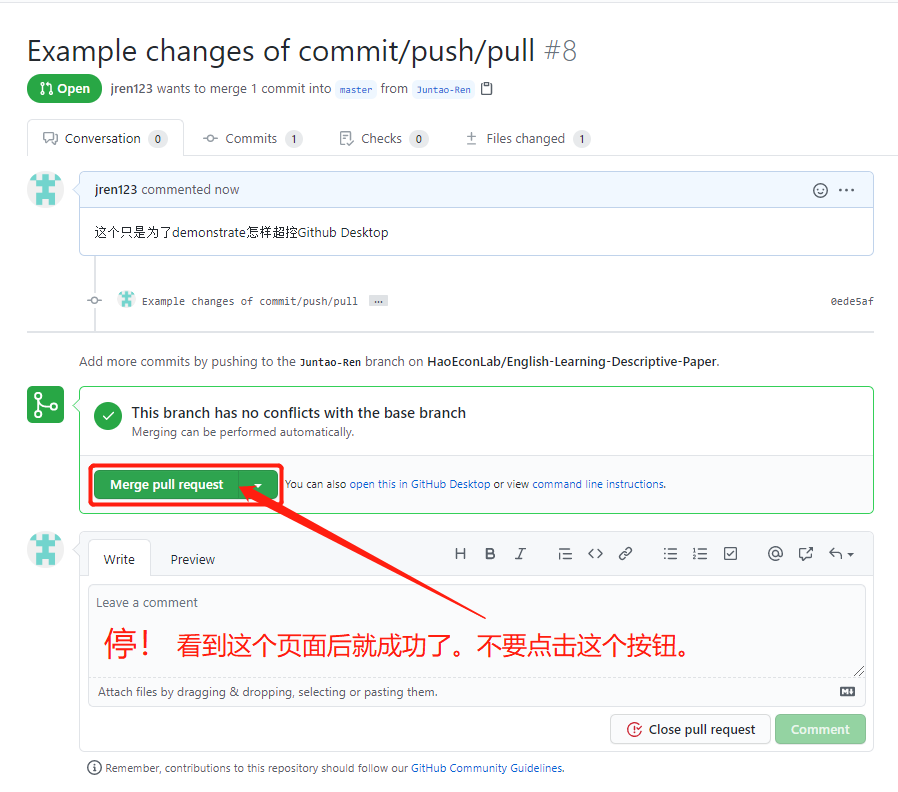 Example changes of commit/push/pull #8
Open jren123 wants to merge 1 commit into master from Juntao-Ren
Conversation 0 Commits 1 Checks 0 Files changed 1
jren123 commented now
这个只是为了demonstrate怎样超控Github Desktop
Example changes of commit/push/pull ... 0ede5af
Add more commits by pushing to the Juntao-Ren branch on HaoEconLab/English-Learning-Descriptive-Paper.
This branch has no conflicts with the base branch
Merging can be performed automatically.
Merge pull request You can also open this in GitHub Desktop or view command line instructions.
Write Preview
Leave a comment
停! 看到这个页面后就成功了。不要点击这个按钮。
Attach files by dragging & dropping, selecting or pasting them.
Close pull request Comment
Remember, contributions to this repository should follow our GitHub Community Guidelines.